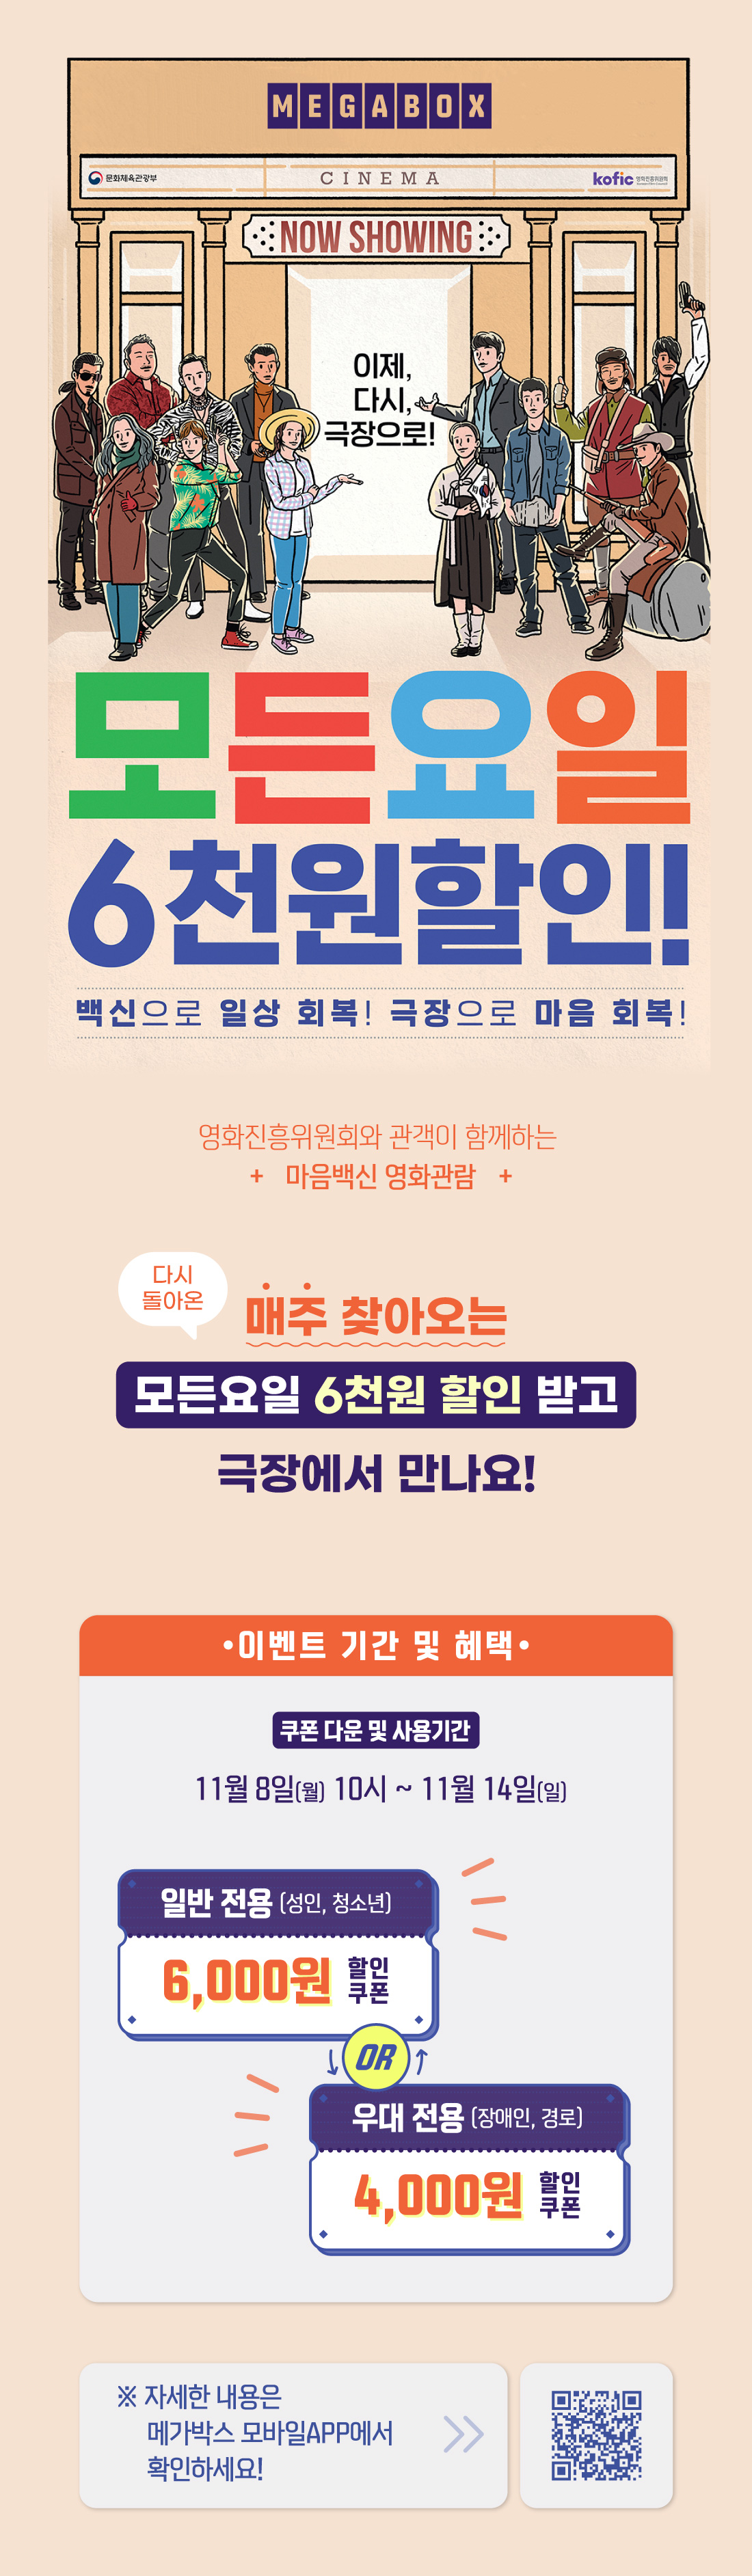 MEGABOX
문화체육관광부
CINEMA
kofic 영화진흥위원회
NOW SHOWING
이제,
다시,
극장으로!
모든요일
6천원할인!
백신으로 일상 회복! 극장으로 마음 회복!
영화진흥위원회와 관객이 함께하는
+ 마음백신 영화관람 +
다시
돌아온
매주 찾아오는
모든요일 6천원 할인 받고
극장에서 만나요!
•이벤트 기간 및 혜택•
쿠폰 다운 및 사용기간
11월 8일(월) 10시 ~ 11월 14일(일)
일반 전용 (성인, 청소년)
6,000원 할인
쿠폰
OR
우대 전용 (장애인, 경로)
4,000원 할인
쿠폰
※ 자세한 내용은
메가박스 모바일APP에서
확인하세요!